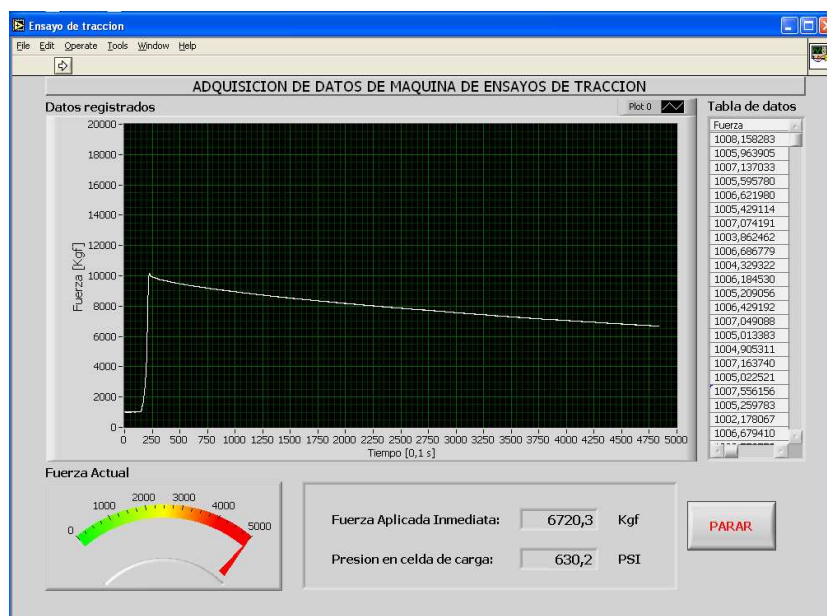 Ensayo de traccion
File Edit Operate Tools Window Help
ADQUISICION DE DATOS DE MAQUINA DE ENSAYOS DE TRACCION
Datos registrados
Plot 0
Tabla de datos
20000
18000
16000
14000
12000
10000
8000
6000
4000
2000
0
Fuerza [Kgf]
0 250 500 750 1000 1250 1500 1750 2000 2250 2500 2750 3000 3250 3500 3750 4000 4250 4500 4750 5000
Tiempo [0,1 s]
Fuerza
1008,158283
1005,963905
1007,137033
1005,595780
1006,621980
1005,429114
1007,074191
1003,862462
1006,686779
1004,329322
1006,184530
1005,209056
1006,429192
1007,049088
1005,013383
1004,905311
1007,163740
1005,022521
1007,556156
1005,259783
1002,178067
1006,679410
Fuerza Actual
0 1000 2000 3000 4000 5000
Fuerza Aplicada Inmediata: 6720,3 Kgf
Presion en celda de carga: 630,2 PSI
PARAR